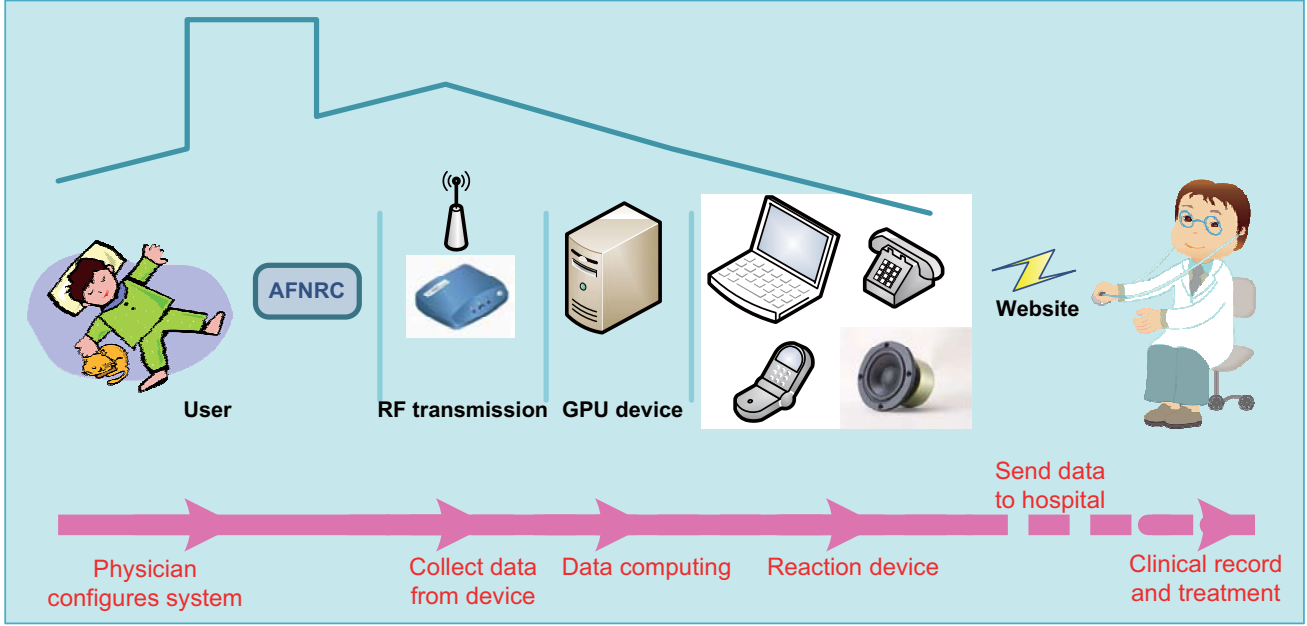 AFNRC
User
RF transmission
GPU device
Website
Send data
to hospital
Physician
configures system
Collect data
from device
Data computing
Reaction device
Clinical record
and treatment